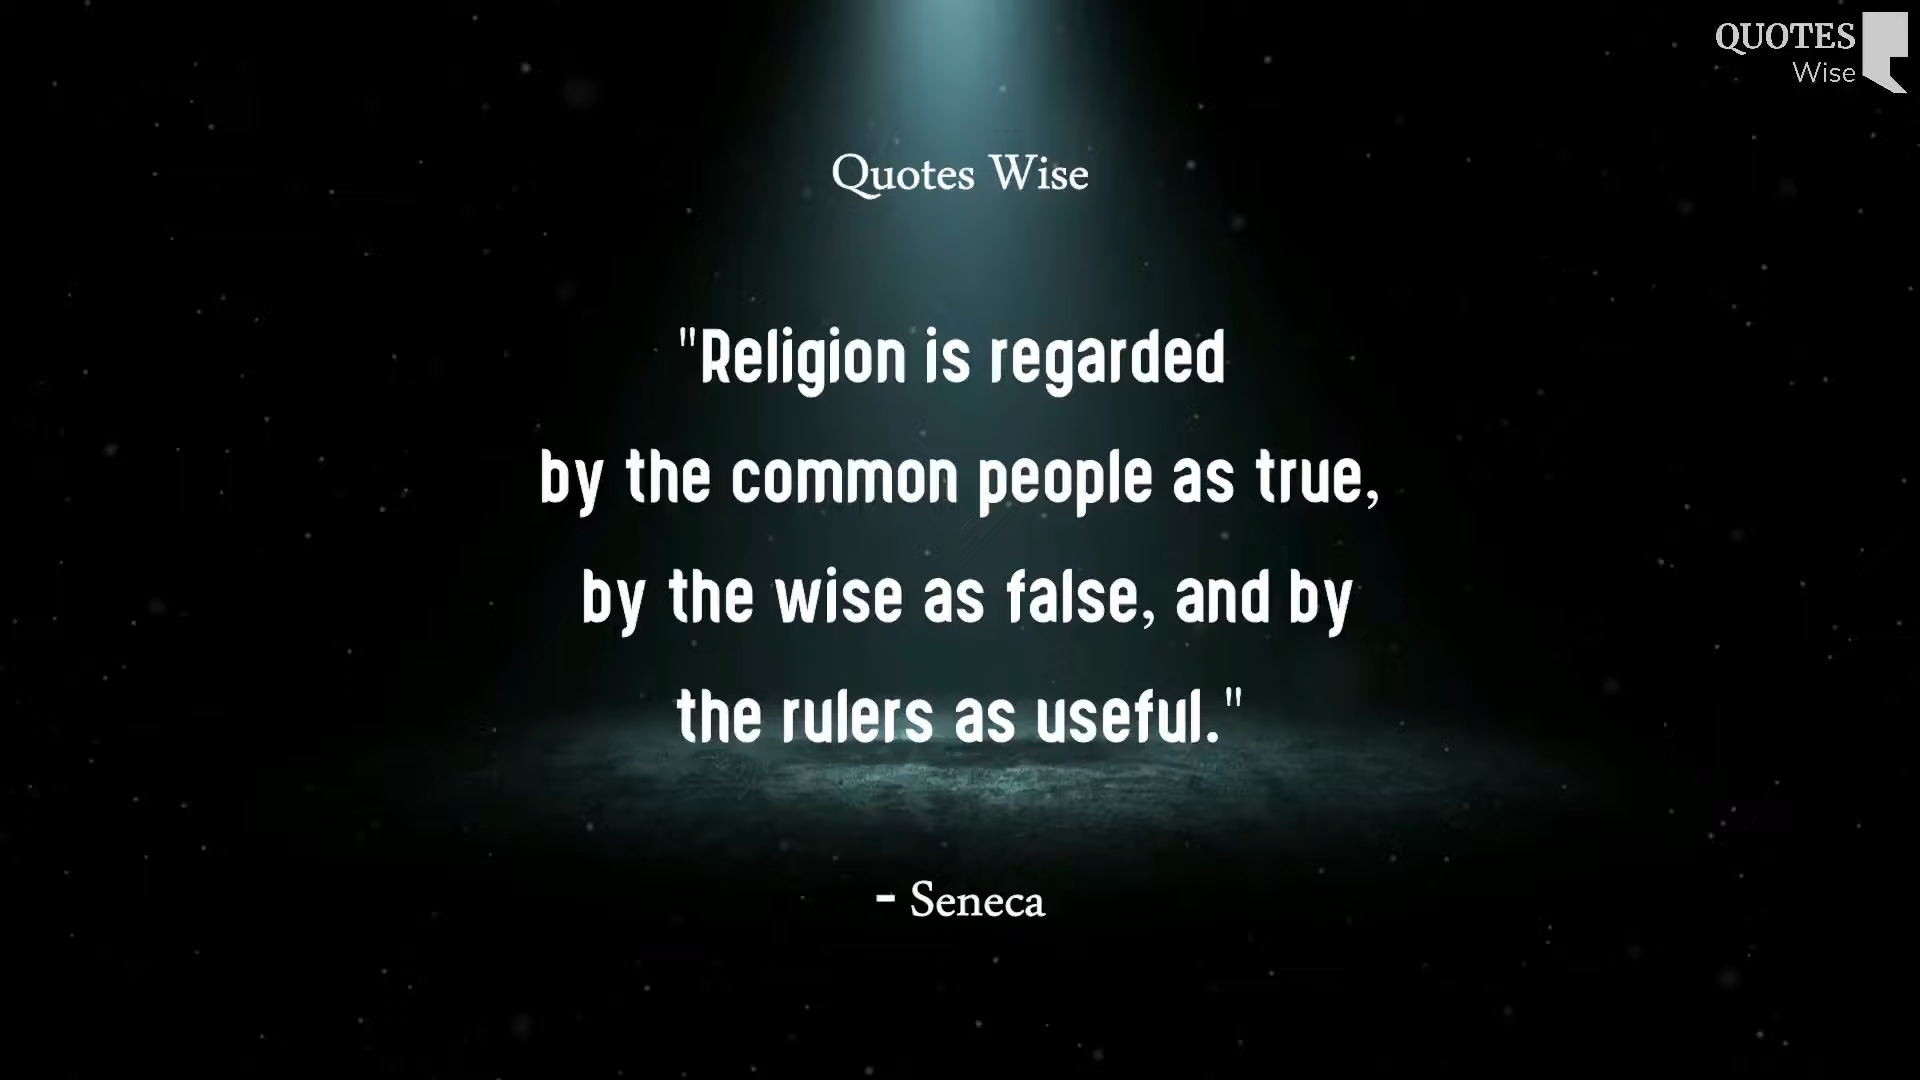 QUOTES
Wise
Quotes Wise
"Religion is regarded
by the common people as true,
by the wise as false, and by
the rulers as useful."
- Seneca